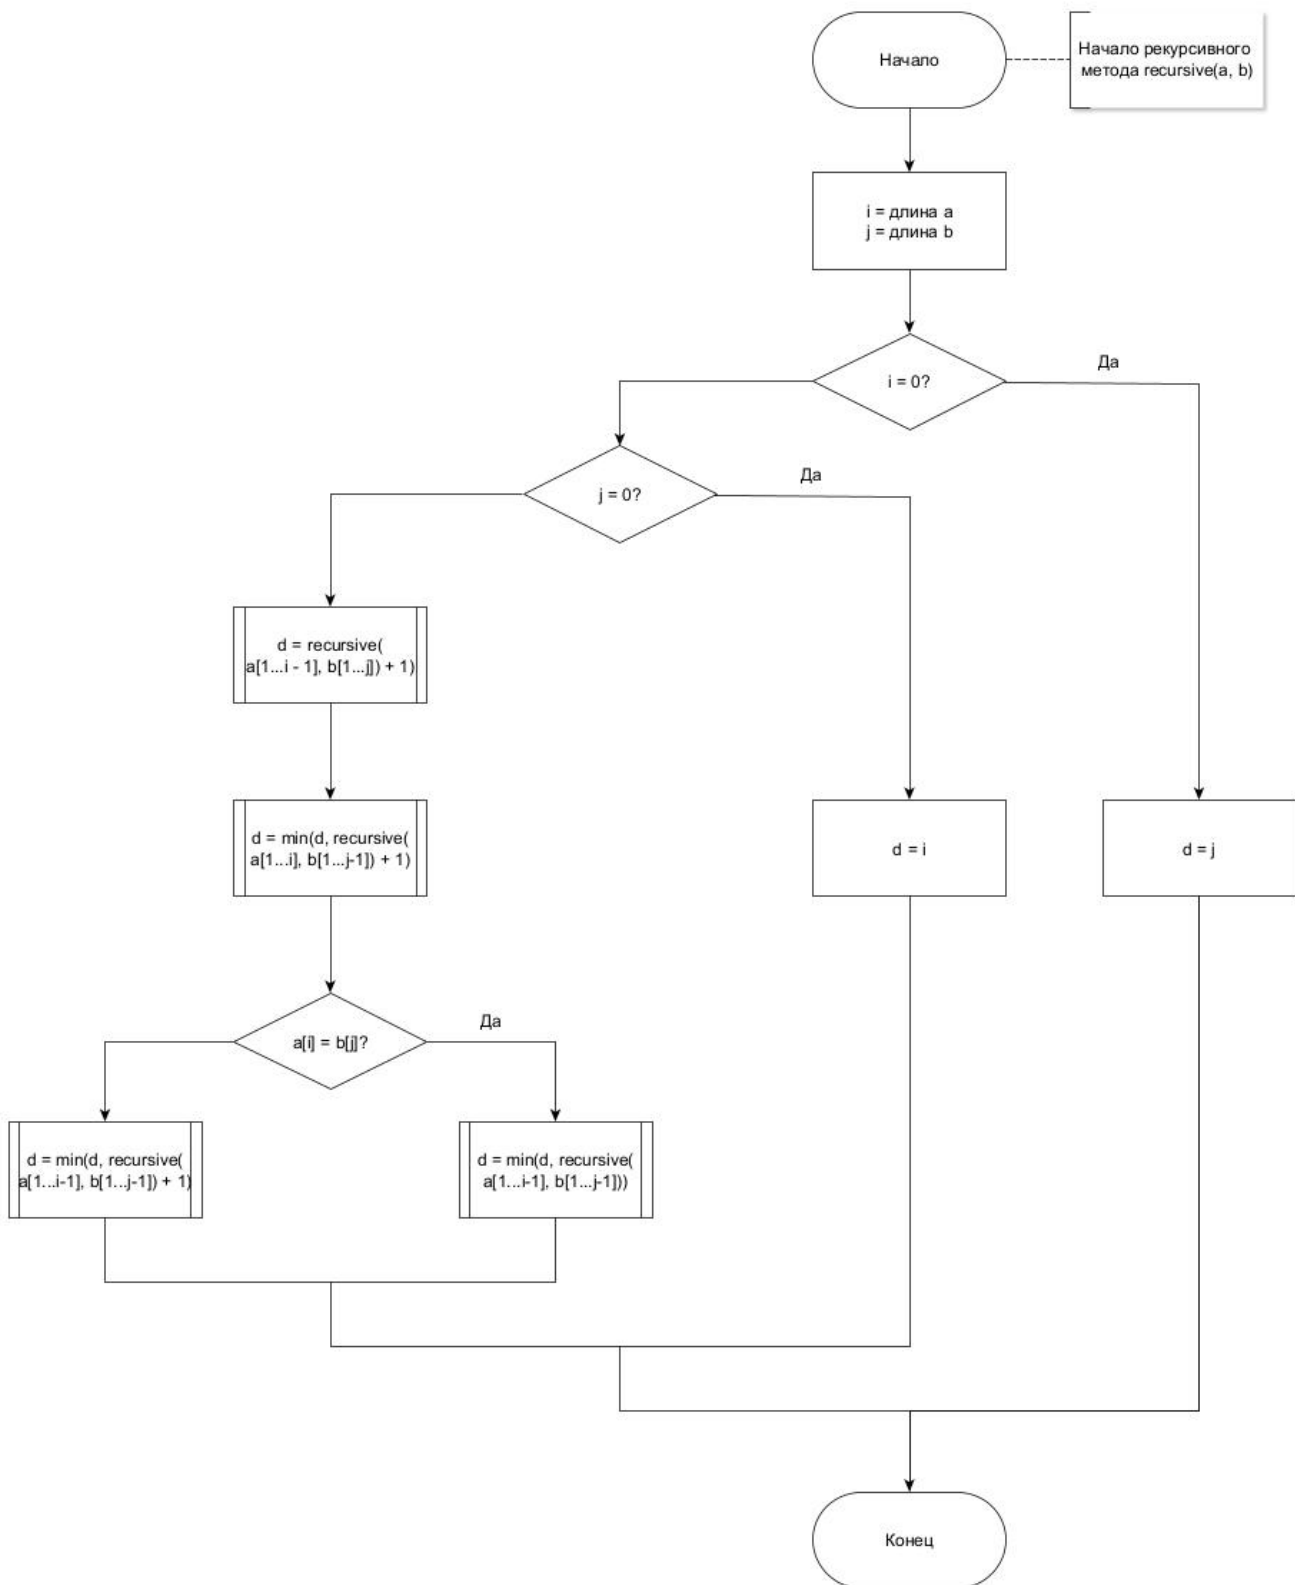 Начало
Начало рекурсивного
метода recursive(a, b)
i = длина a
j = длина b
i = 0?
Да
j = 0?
Да
d = recursive(
a[1...i - 1], b[1...j]) + 1)
d = min(d, recursive(
a[1...i], b[1...j-1]) + 1)
d = i
d = j
a[i] = b[j]?
Да
d = min(d, recursive(
a[1...i-1], b[1...j-1]) + 1)
d = min(d, recursive(
a[1...i-1], b[1...j-1]))
Конец